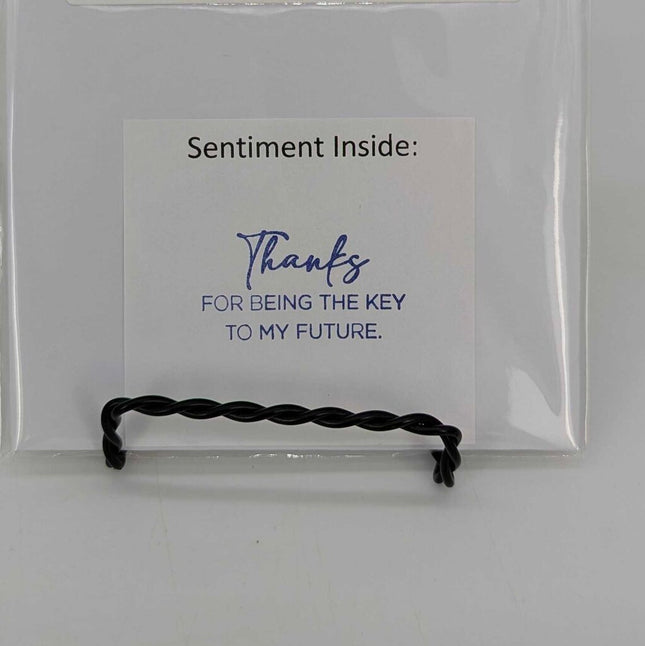 Sentiment Inside:
Thanks
FOR BEING THE KEY
TO MY FUTURE.